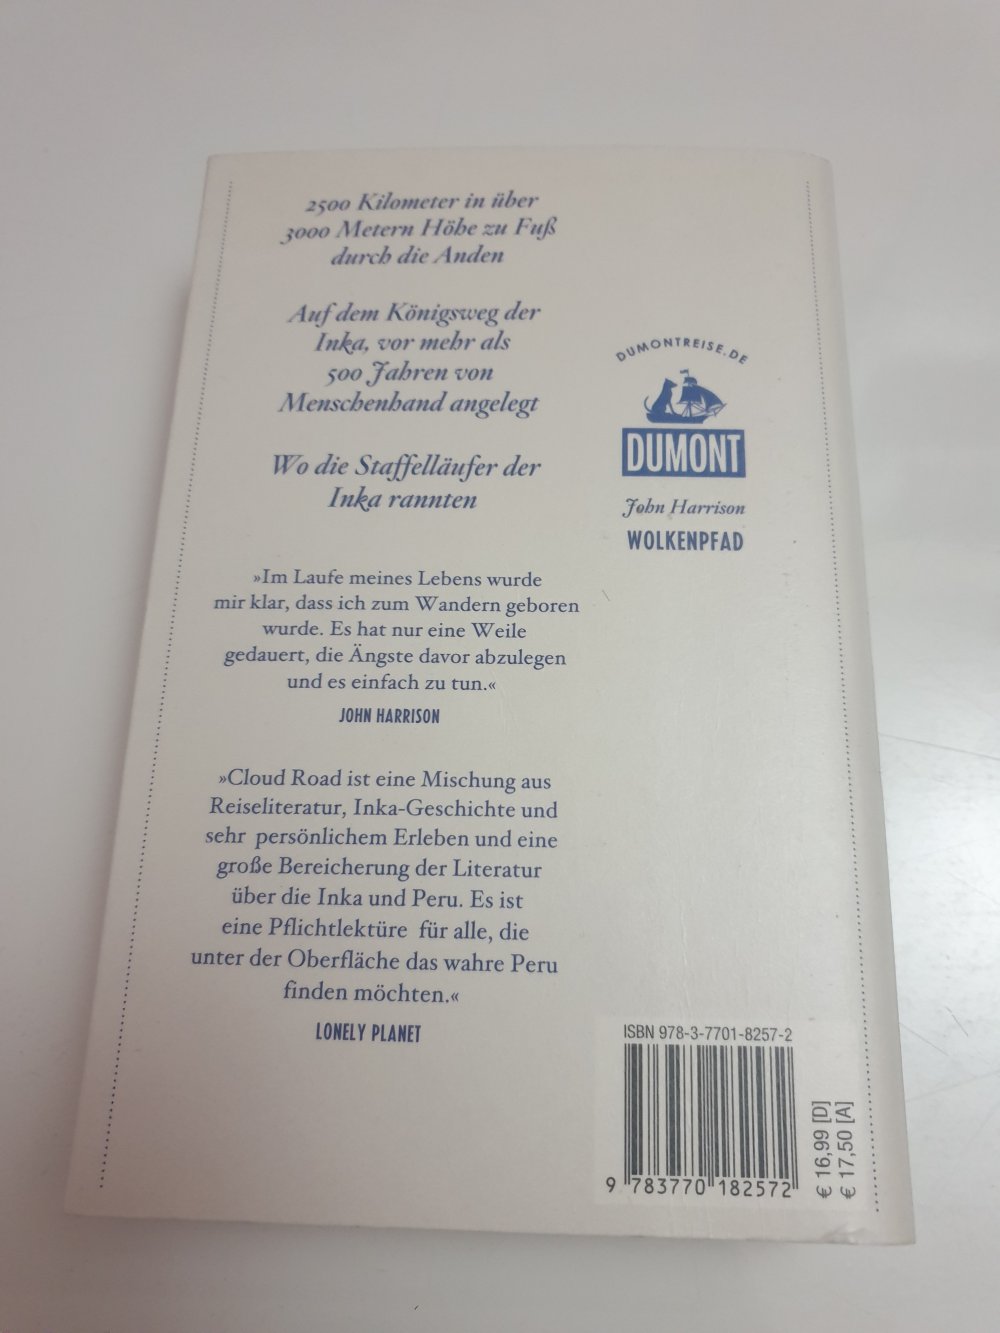 2500 Kilometer in über
3000 Metern Höhe zu Fuß
durch die Anden
Auf dem Königsweg der
Inka, vor mehr als
500 Jahren von
Menschenhand angelegt
Wo die Staffelläufer der
Inka rannten
»Im Laufe meines Lebens wurde
mir klar, dass ich zum Wandern geboren
wurde. Es hat nur eine Weile
gedauert, die Ängste davor abzulegen
und es einfach zu tun.«
JOHN HARRISON
»Cloud Road ist eine Mischung aus
Reiseliteratur, Inka-Geschichte und
sehr persönlichem Erleben und eine
große Bereicherung der Literatur
über die Inka und Peru. Es ist
eine Pflichtlektüre für alle, die
unter der Oberfläche das wahre Peru
finden möchten.«
LONELY PLANET
DUMONTREISE.DE
DUMONT
John Harrison
WOLKENPFAD
ISBN 978-3-7701-8257-2
9 783770 182572
€ 16,99 [D]
€ 17,50 [A]